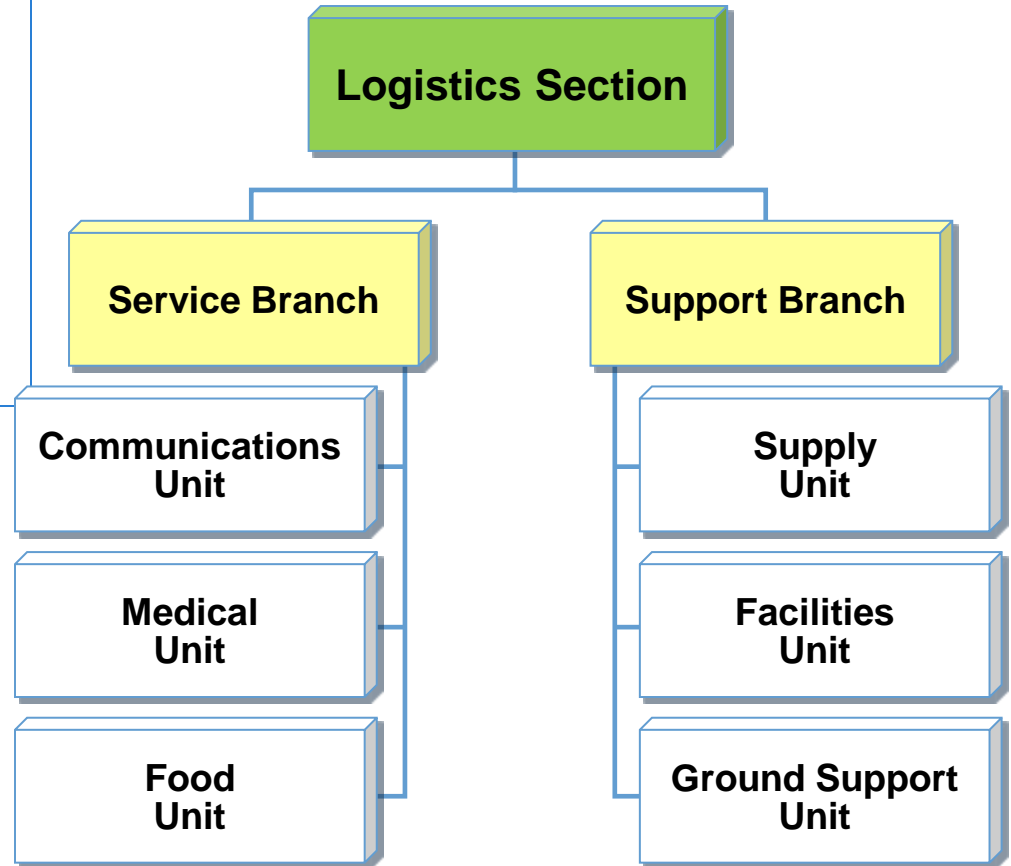 Logistics Section
Service Branch
Support Branch
Communications
Unit
Supply
Unit
Medical
Unit
Facilities
Unit
Food
Unit
Ground Support
Unit